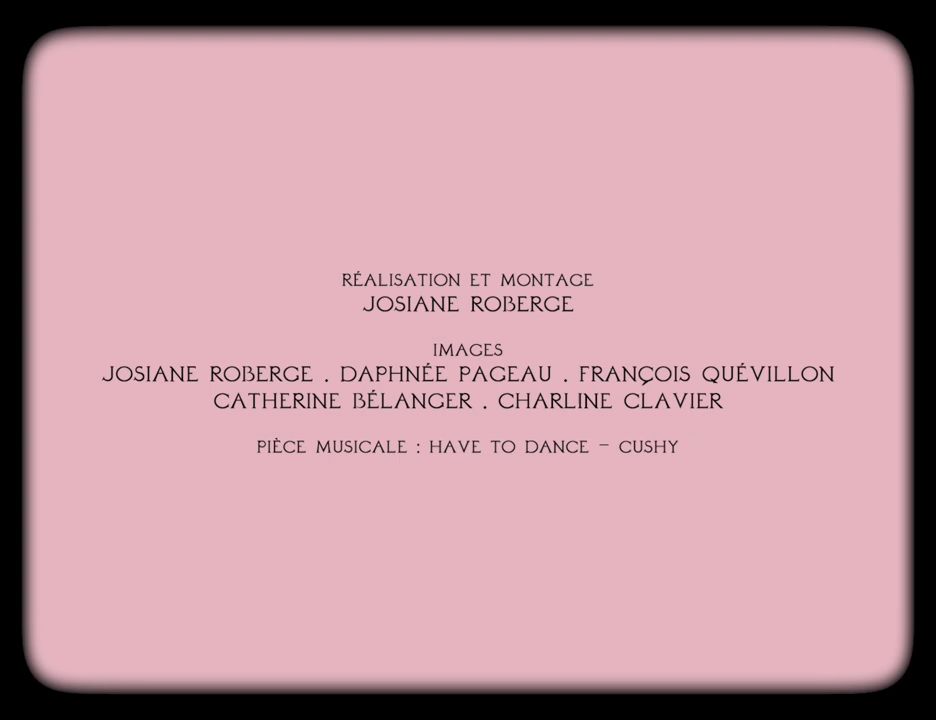 RÉALISATION ET MONTAGE
JOSIANE ROBERGE
IMAGES
JOSIANE ROBERGE . DAPHNÉE PAGEAU . FRANÇOIS QUÉVILLON
CATHERINE BÉLANGER . CHARLINE CLAVIER
PIÈCE MUSICALE : HAVE TO DANCE – CUSHY